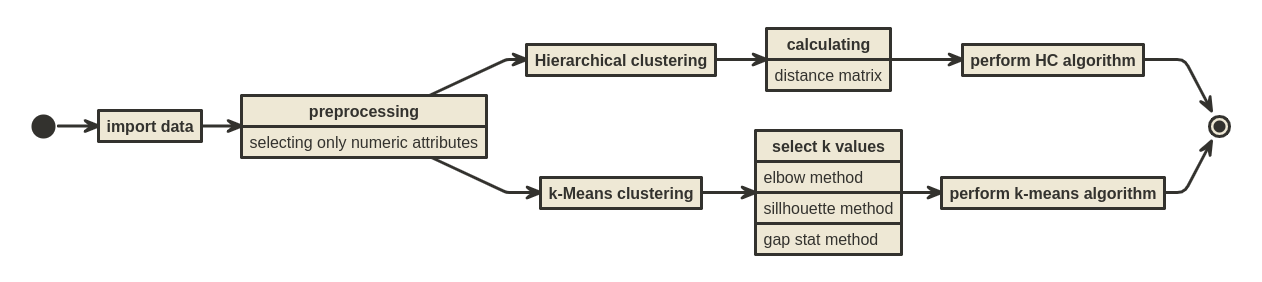 import data
preprocessing
selecting only numeric attributes
Hierarchical clustering
calculating
distance matrix
perform HC algorithm
k-Means clustering
select k values
elbow method
sillhouette method
gap stat method
perform k-means algorithm